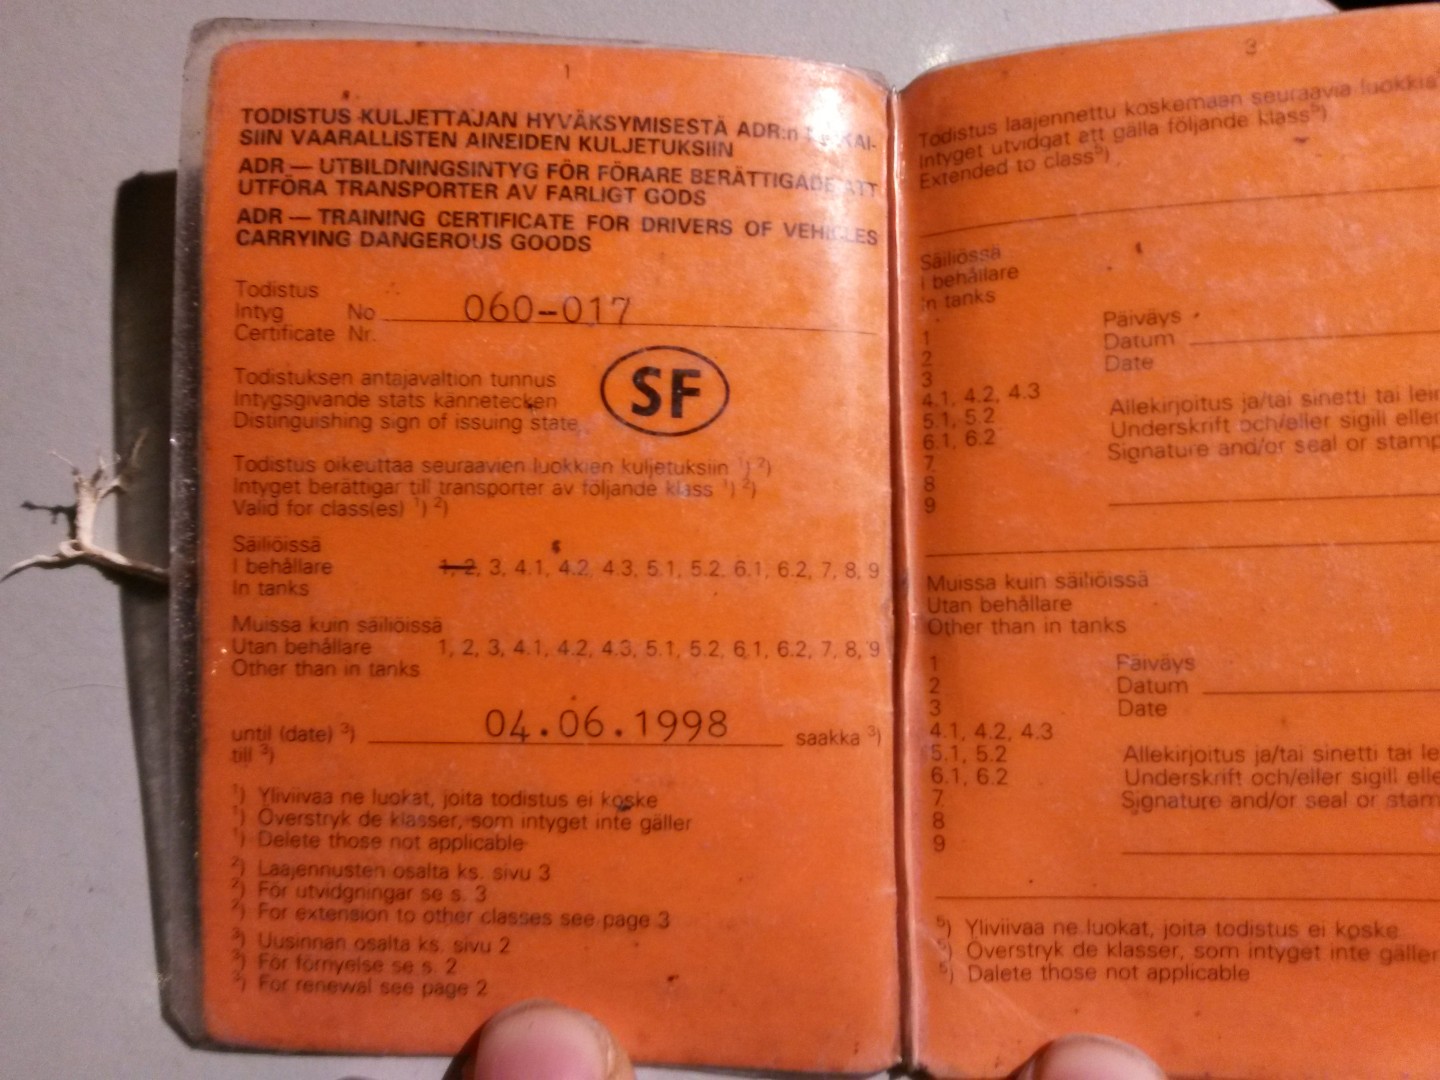 1
TODISTUS KULJETTAJAN HYVÄKSYMISESTÄ ADR:n
SIIN VAARALLISTEN AINEIDEN KULJETUKSIIN
ADR — UTBILDNINGSINTYG FÖR FÖRARE BERÄTTIGADE ATT
UTFÖRA TRANSPORTER AV FARLIGT GODS
ADR — TRAINING CERTIFICATE FOR DRIVERS OF VEHICLES
CARRYING DANGEROUS GOODS
Todistus
Intyg No 060-017
Certificate Nr.
Todistuksen antajavaltion tunnus
Intygsgivande stats kännetecken
Distinguishing sign of issuing state
SF
Todistus oikeuttaa seuraavien luokkien kuljetuksiin ¹) ²)
Intyget berättigar till transporter av följande klass ¹) ²)
Valid for class(es) ¹) ²)
Säiliöissä
I behållare 1, 2, 3, 4.1, 4.2, 4.3, 5.1, 5.2, 6.1, 6.2, 7, 8, 9
In tanks
Muissa kuin säiliöissä
Utan behållare 1, 2, 3, 4.1, 4.2, 4.3, 5.1, 5.2, 6.1, 6.2, 7, 8, 9
Other than in tanks
until (date) ³) 04.06.1998 saakka ³)
till ³)
¹) Yliviivaa ne luokat, joita todistus ei koske
¹) Överstryk de klasser, som intyget inte gäller
¹) Dalete those not applicable
²) Laajennusten osalta ks. sivu 3
²) För utvidgningar se s. 3
²) For extension to other classes see page 3
³) Uusinnan osalta ks. sivu 2
³) För förnyelse se s. 2
³) For renewal see page 2
3
Todistus laajennettu koskemaan seuraavia luokkia
Intyget utvidgat att gälla följande klass⁵)
Extended to class⁵)
Säiliössä
I behållare
In tanks
1
2
3
4.1, 4.2, 4.3
5.1, 5.2
6.1, 6.2
7
8
9
Päiväys
Datum
Date
Allekirjoitus ja/tai sinetti tai
Underskrift och/eller sigill
Signature and/or seal or
Muissa kuin säiliöissä
Utan behållare
Other than in tanks
1
2
3
4.1, 4.2, 4.3
5.1, 5.2
6.1, 6.2
7
8
9
Päiväys
Datum
Date
Allekirjoitus ja/tai sinetti tai
Underskrift och/eller sigill
Signature and/or seal or
⁵) Yliviivaa ne luokat, joita todistus ei koske
⁵) Överstryk de klasser, som intyget inte gäller
⁵) Dalete those not applicable